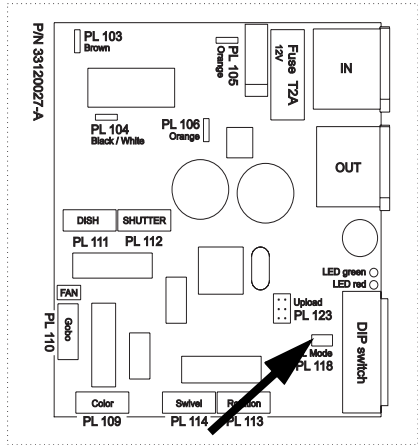 P/N 33120027-A
PL 103
Brown
PL 104
Black / White
PL 105
Orange
PL 106
Orange
Fuse T2A
12V
IN
OUT
DISH
SHUTTER
PL 111
PL 112
LED green
LED red
FAN
PL 110
Gobo
Upload
PL 123
Mode
PL 118
DIP switch
Color
Swivel
PL 109
PL 114
PL 113